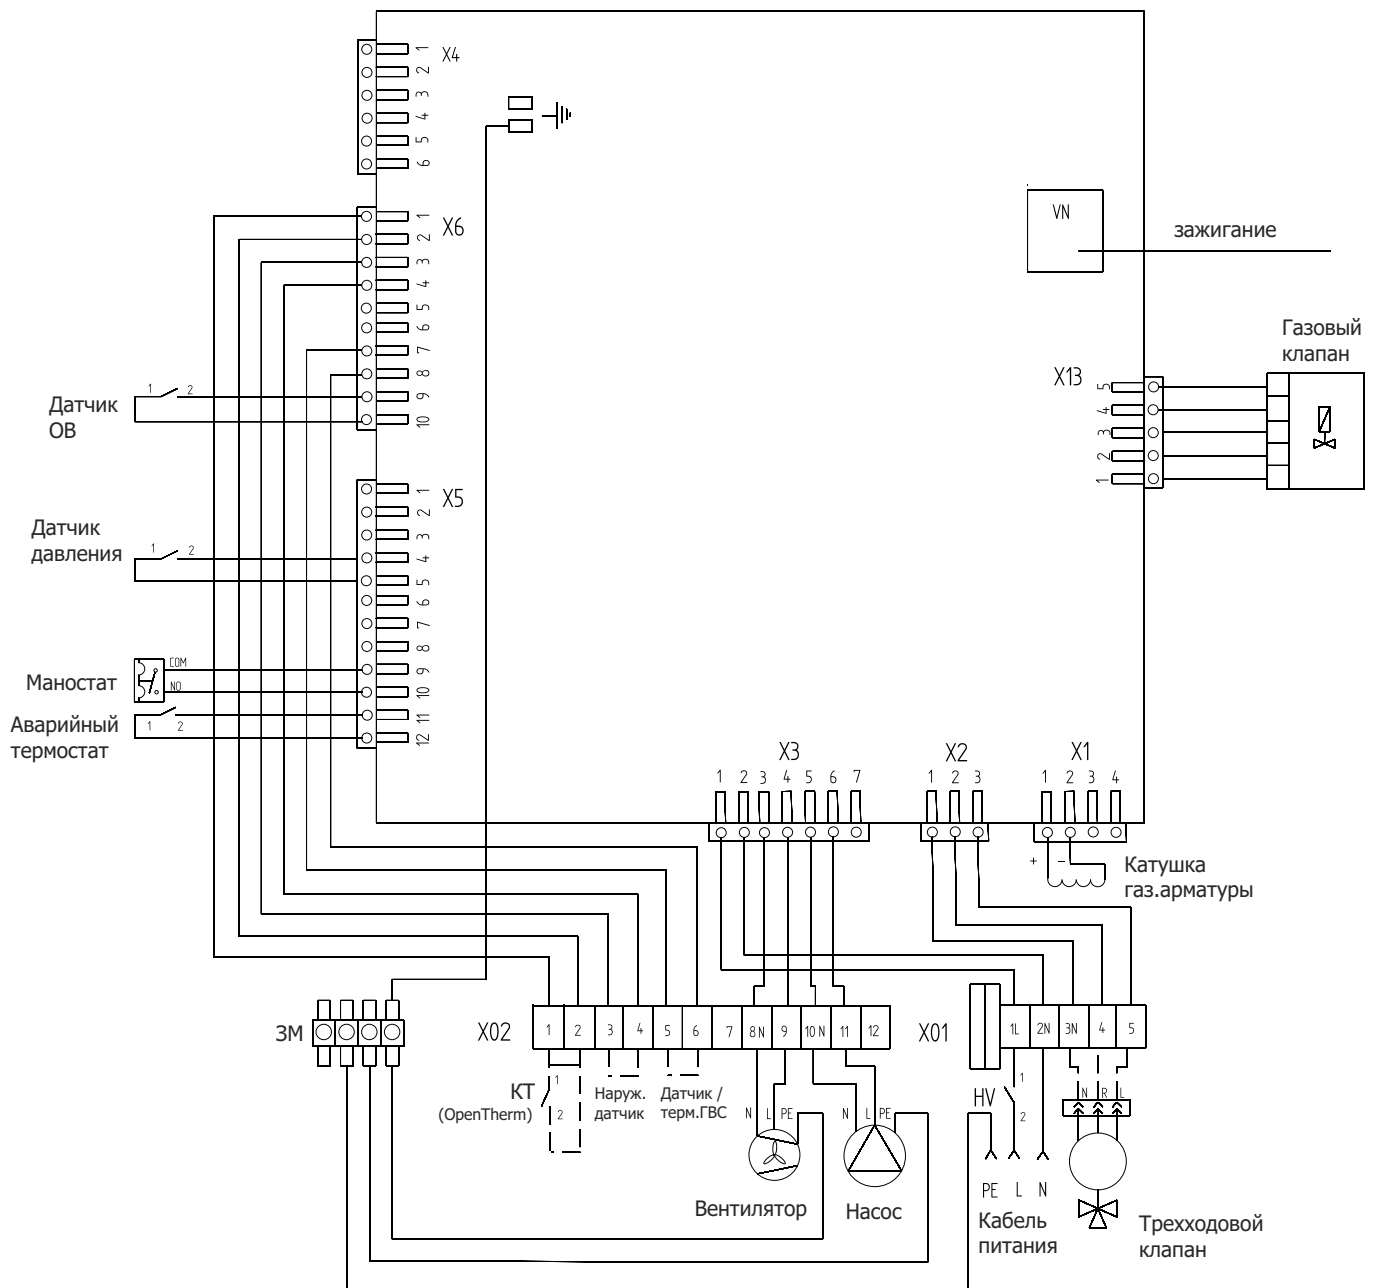 X4
1
2
3
4
5
6
X6
1
2
3
4
5
6
7
8
9
10
VN
зажигание
Газовый
клапан
X13
5
4
3
2
1
1 2
Датчик
ОВ
X5
1
2
3
4
5
6
7
8
9
10
11
12
Датчик
давления
1 2
Маностат
COM
NO
Аварийный
термостат
1 2
X3
1 2 3 4 5 6 7
X2
1 2 3
X1
1 2 3 4
+ −
Катушка
газ.арматуры
ЗМ
X02
1 2 3 4 5 6 7 8N 9 10N 11 12
X01
1L 2N 3N 4 5
КТ
(OpenTherm)
1
2
Наруж.
датчик
Датчик /
терм.ГВС
N L PE
Вентилятор
N L PE
Насос
HV
1
2
PE L N
Кабель
питания
N R L
Трехходовой
клапан